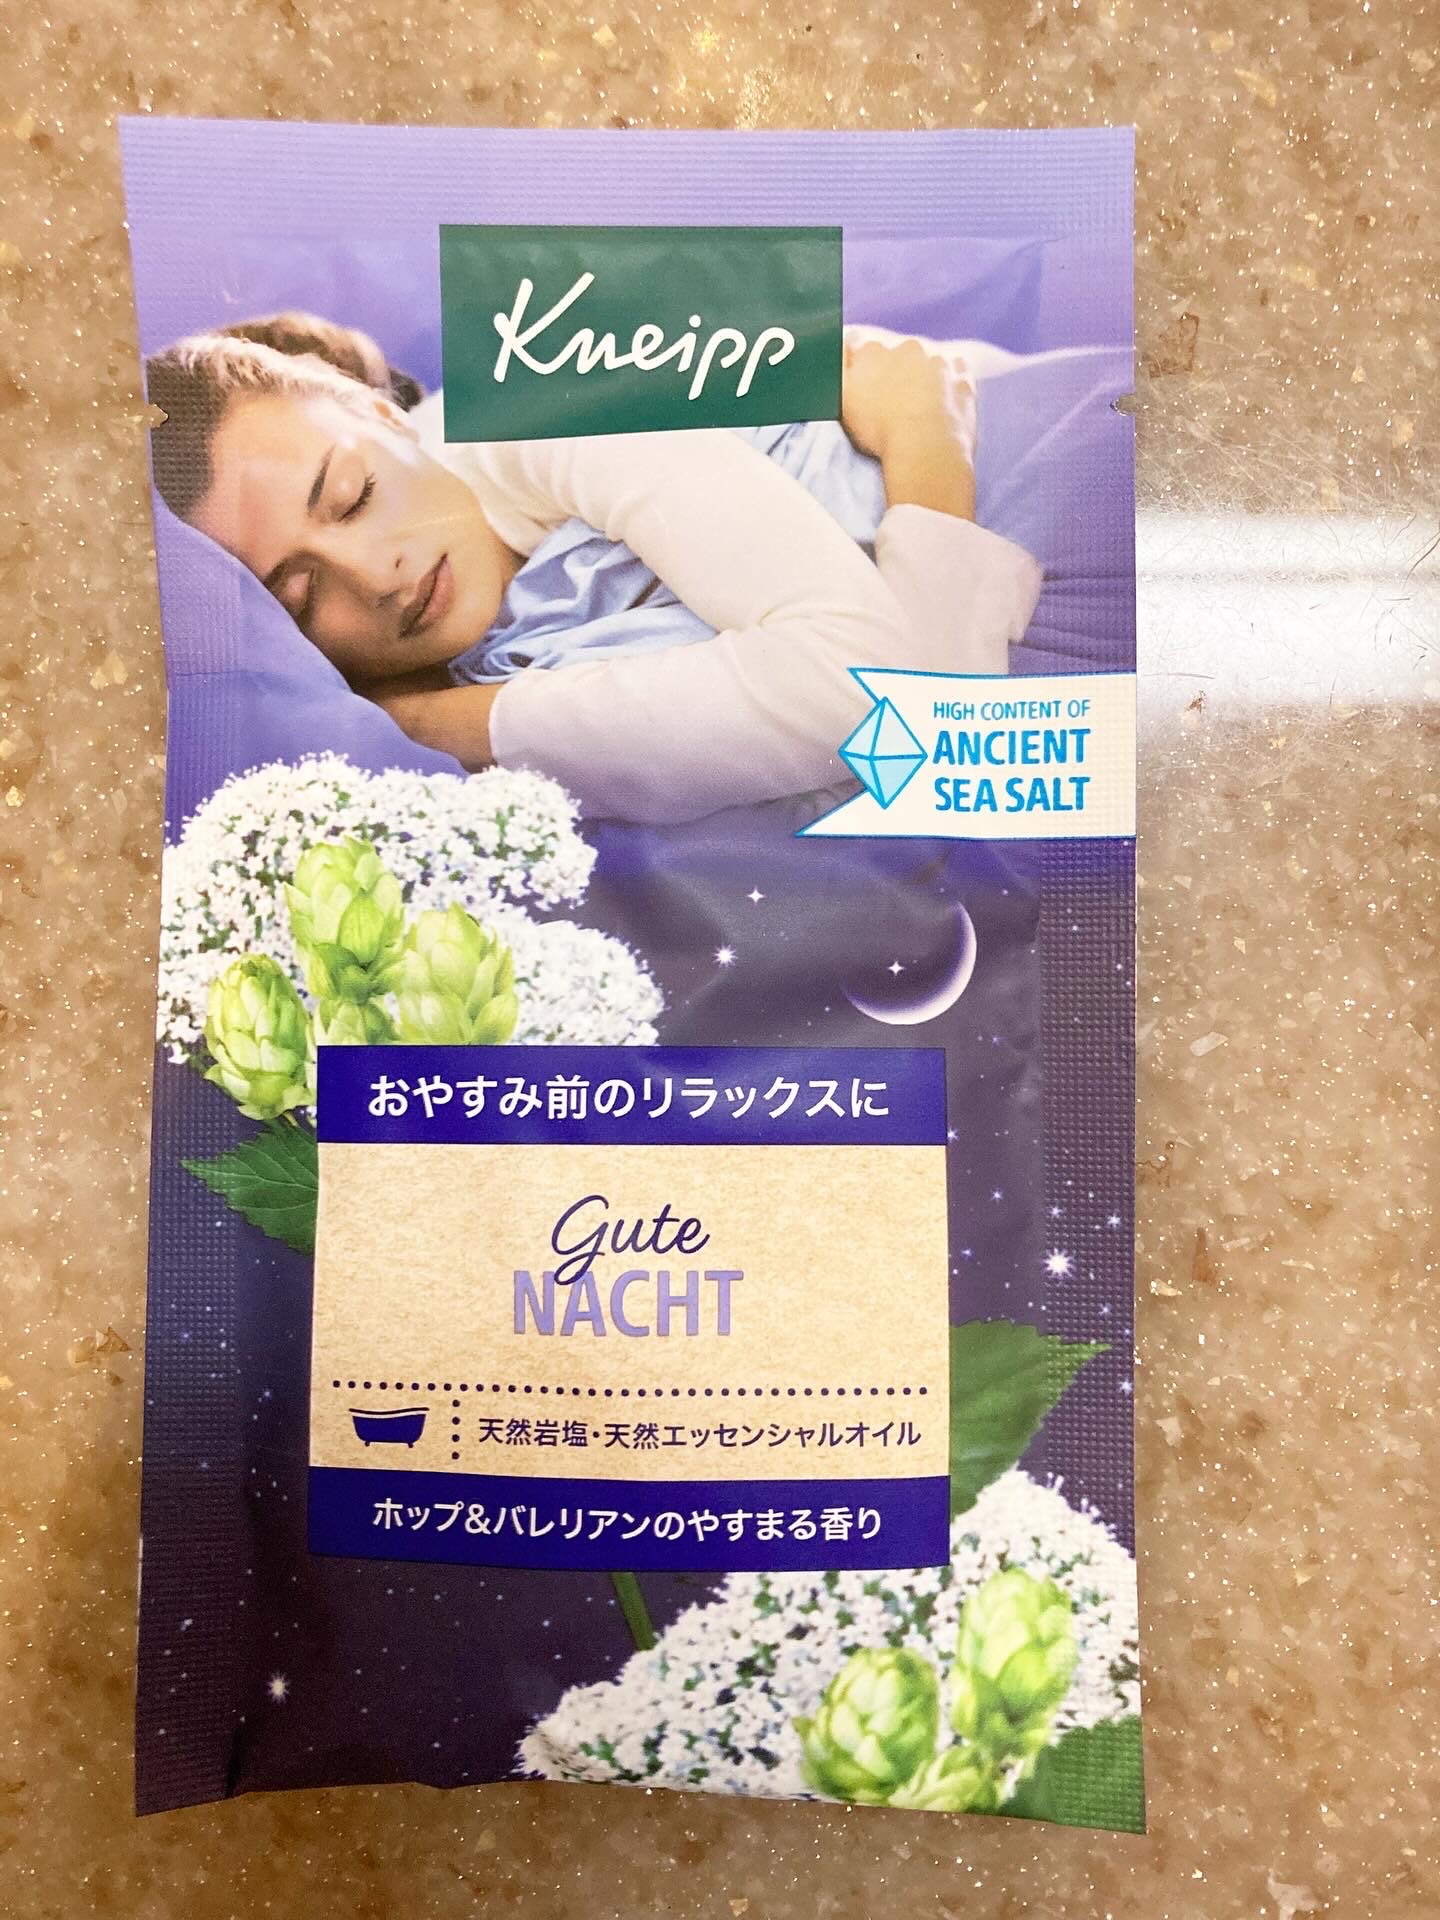 Kneipp
HIGH CONTENT OF
ANCIENT
SEA SALT
おやすみ前のリラックスに
Gute
NACHT
天然岩塩・天然エッセンシャルオイル
ホップ&バレリアンのやすまる香り